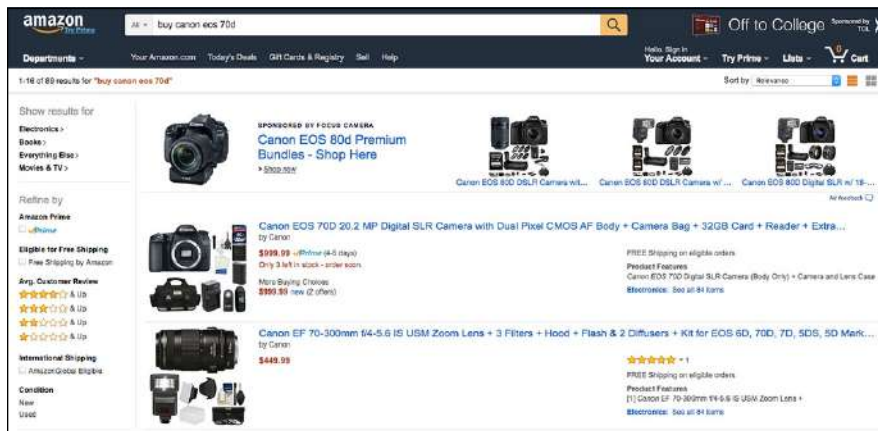 amazon
Try Prime
All
buy canon eos 70d
Off to College
Sponsored by
TCL
Departments
Your Amazon.com Today's Deals Gift Cards & Registry Sell Help
Hello. Sign in
Your Account
Try Prime
Lists
0
Cart
1-16 of 89 results for "buy canon eos 70d"
Sort by Relevance
Show results for
Electronics
Books
Everything Else
Movies & TV
Refine by
Amazon Prime
Prime
Eligible for Free Shipping
Free Shipping by Amazon
Avg. Customer Review
& Up
& Up
& Up
& Up
International Shipping
AmazonGlobal Eligible
Condition
New
Used
SPONSORED BY FOCUS CAMERA
Canon EOS 80d Premium
Bundles - Shop Here
Shop now
Canon EOS 80D DSLR Camera wit...
Canon EOS 80D DSLR Camera w/ ...
Canon EOS 80D Digital SLR w/ 18-...
Ad feedback
Canon EOS 70D 20.2 MP Digital SLR Camera with Dual Pixel CMOS AF Body + Camera Bag + 32GB Card + Reader + Extra...
by Canon
$999.99 Prime (4-5 days)
Only 3 left in stock - order soon
More Buying Choices
$999.99 new (2 offers)
FREE Shipping on eligible orders
Product Features
Canon EOS 70D Digital SLR Camera (Body Only) + Camera and Lens Case
Electronics: See all 84 items
Canon EF 70-300mm f/4-5.6 IS USM Zoom Lens + 3 Filters + Hood + Flash & 2 Diffusers + Kit for EOS 6D, 70D, 7D, 5DS, 5D Mark...
by Canon
$449.99
1
FREE Shipping on eligible orders
Product Features
[1] Canon EF 70-300mm f/4-5.6 IS USM Zoom Lens +
Electronics: See all 84 items